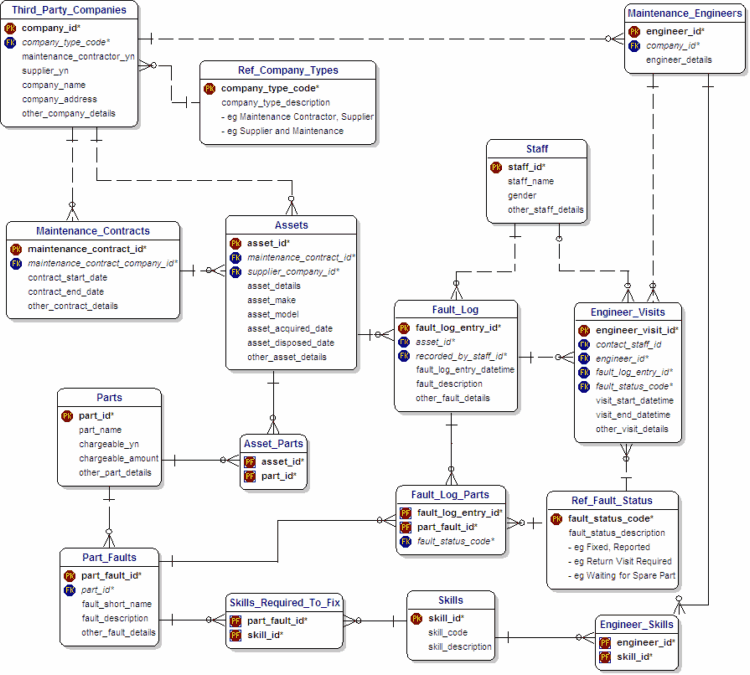 Third_Party_Companies
PK company_id*
FK company_type_code*
maintenance_contractor_yn
supplier_yn
company_name
company_address
other_company_details
Ref_Company_Types
PK company_type_code*
company_type_description
- eg Maintenance Contractor, Supplier
- eg Supplier and Maintenance
Maintenance_Engineers
PK engineer_id*
FK company_id*
engineer_details
Staff
PK staff_id*
staff_name
gender
other_staff_details
Maintenance_Contracts
PK maintenance_contract_id*
FK maintenance_contract_company_id*
contract_start_date
contract_end_date
other_contract_details
Assets
PK asset_id*
FK maintenance_contract_id*
FK supplier_company_id*
asset_details
asset_make
asset_model
asset_acquired_date
asset_disposed_date
other_asset_details
Fault_Log
PK fault_log_entry_id*
FK asset_id*
FK recorded_by_staff_id*
fault_log_entry_datetime
fault_description
other_fault_details
Engineer_Visits
PK engineer_visit_id*
FK contact_staff_id
FK engineer_id*
FK fault_log_entry_id*
FK fault_status_code*
visit_start_datetime
visit_end_datetime
other_visit_details
Parts
PK part_id*
part_name
chargeable_yn
chargeable_amount
other_part_details
Asset_Parts
PF asset_id*
PF part_id*
Fault_Log_Parts
PF fault_log_entry_id*
PF part_fault_id*
FK fault_status_code*
Ref_Fault_Status
PK fault_status_code*
fault_status_description
- eg Fixed, Reported
- eg Return Visit Required
- eg Waiting for Spare Part
Part_Faults
PK part_fault_id*
FK part_id*
fault_short_name
fault_description
other_fault_details
Skills_Required_To_Fix
PF part_fault_id*
PF skill_id*
Skills
PK skill_id*
skill_code
skill_description
Engineer_Skills
PF engineer_id*
PF skill_id*